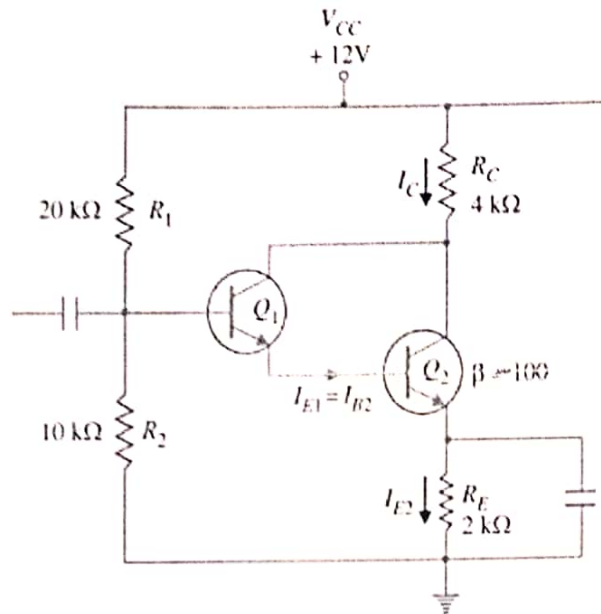 V_CC
+ 12V
R_C
I_C
4 kΩ
20 kΩ R_1
Q_1
Q_2 β = 100
I_E1 = I_B2
10 kΩ R_2
I_E2 R_E
2 kΩ